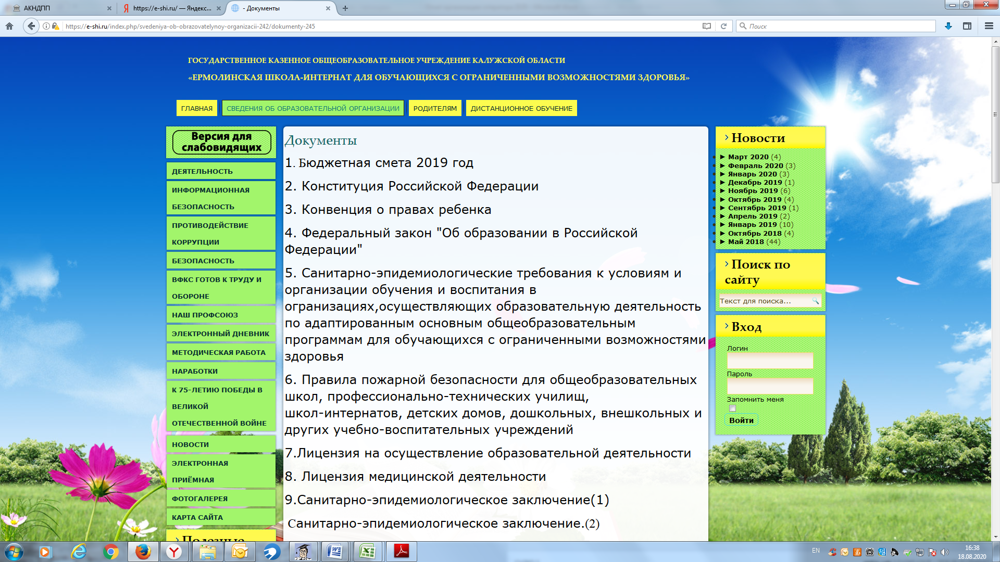 АКНДПП
https://e-shi.ru/ — Яндекс...
- Документы
https://e-shi.ru/index.php/svedeniya-ob-obrazovatelynoy-organizacii-242/dokumenty-245
Поиск
ГОСУДАРСТВЕННОЕ КАЗЕННОЕ ОБЩЕОБРАЗОВАТЕЛЬНОЕ УЧРЕЖДЕНИЕ КАЛУЖСКОЙ ОБЛАСТИ
«ЕРМОЛИНСКАЯ ШКОЛА-ИНТЕРНАТ ДЛЯ ОБУЧАЮЩИХСЯ С ОГРАНИЧЕННЫМИ ВОЗМОЖНОСТЯМИ ЗДОРОВЬЯ»
ГЛАВНАЯ СВЕДЕНИЯ ОБ ОБРАЗОВАТЕЛЬНОЙ ОРГАНИЗАЦИИ РОДИТЕЛЯМ ДИСТАНЦИОННОЕ ОБУЧЕНИЕ
Версия для
слабовидящих
ДЕЯТЕЛЬНОСТЬ
ИНФОРМАЦИОННАЯ
БЕЗОПАСНОСТЬ
ПРОТИВОДЕЙСТВИЕ
КОРРУПЦИИ
БЕЗОПАСНОСТЬ
ВФКС ГОТОВ К ТРУДУ И
ОБОРОНЕ
НАШ ПРОФСОЮЗ
ЭЛЕКТРОННЫЙ ДНЕВНИК
МЕТОДИЧЕСКАЯ РАБОТА
НАРАБОТКИ
К 75-ЛЕТИЮ ПОБЕДЫ В
ВЕЛИКОЙ
ОТЕЧЕСТВЕННОЙ ВОЙНЕ
НОВОСТИ
ЭЛЕКТРОННАЯ
ПРИЁМНАЯ
ФОТОГАЛЕРЕЯ
КАРТА САЙТА
Полезные
Документы
1. Бюджетная смета 2019 год
2. Конституция Российской Федерации
3. Конвенция о правах ребенка
4. Федеральный закон "Об образовании в Российской
Федерации"
5. Санитарно-эпидемиологические требования к условиям и
организации обучения и воспитания в
огранизациях,осуществляющих образовательную деятельность
по адаптированным основным общеобразовательным
программам для обучающихся с ограниченными возможностями
здоровья
6. Правила пожарной безопасности для общеобразовательных
школ, профессионально-технических училищ,
школ-интернатов, детских домов, дошкольных, внешкольных и
других учебно-воспитательных учреждений
7.Лицензия на осуществление образовательной деятельности
8. Лицензия медицинской деятельности
9.Санитарно-эпидемиологическое заключение(1)
Санитарно-эпидемиологическое заключение.(2)
Новости
► Март 2020 (4)
► Февраль 2020 (3)
► Январь 2020 (3)
► Декабрь 2019 (1)
► Ноябрь 2019 (6)
► Октябрь 2019 (4)
► Сентябрь 2019 (1)
► Апрель 2019 (2)
► Январь 2019 (10)
► Октябрь 2018 (4)
► Май 2018 (44)
Поиск по
сайту
Текст для поиска...
Вход
Логин
Пароль
Запомнить меня
Войти
EN
16:38
18.08.2020